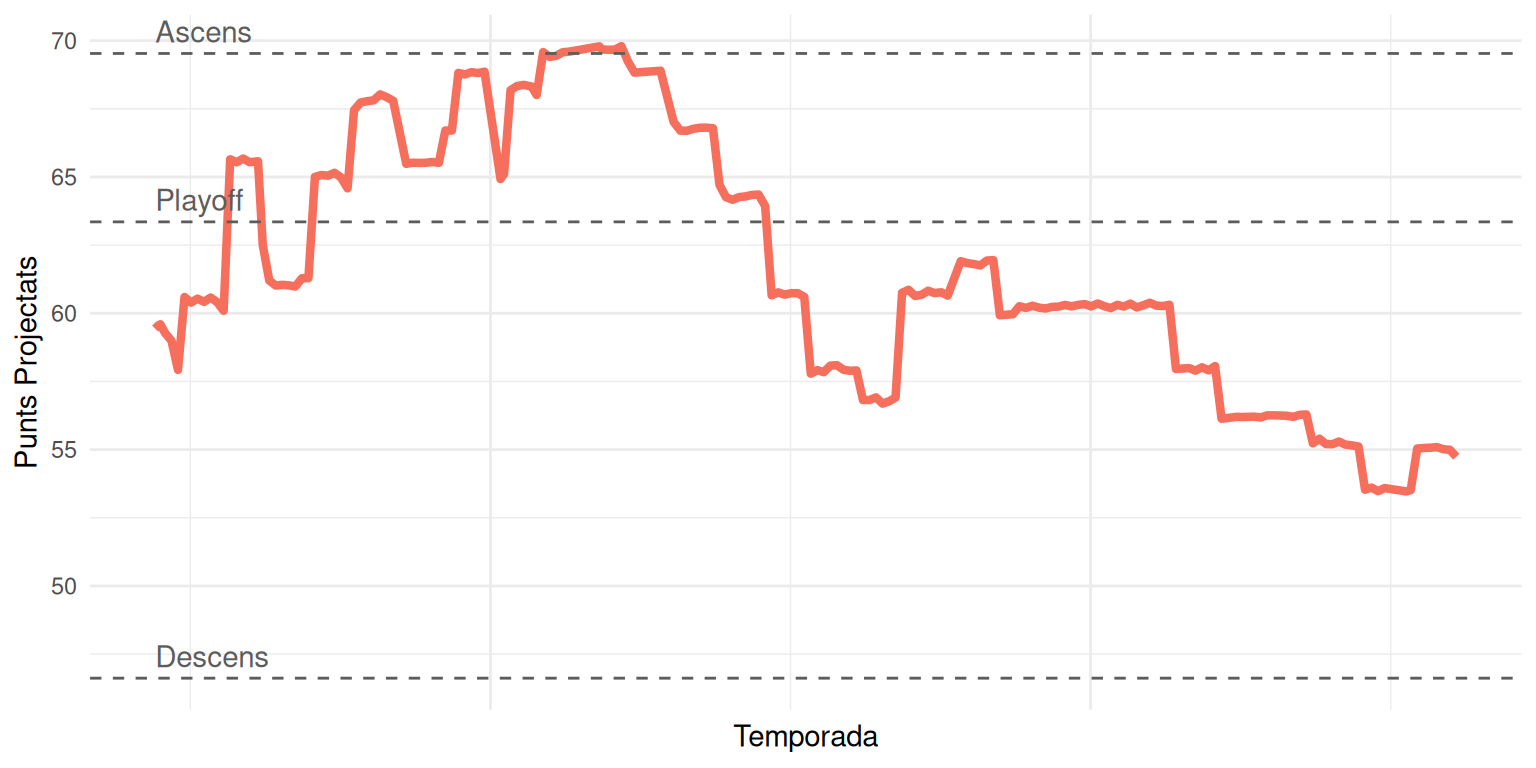 Ascens
70
65
Playoff
60
55
50
Descens
Punts Projectats
Temporada